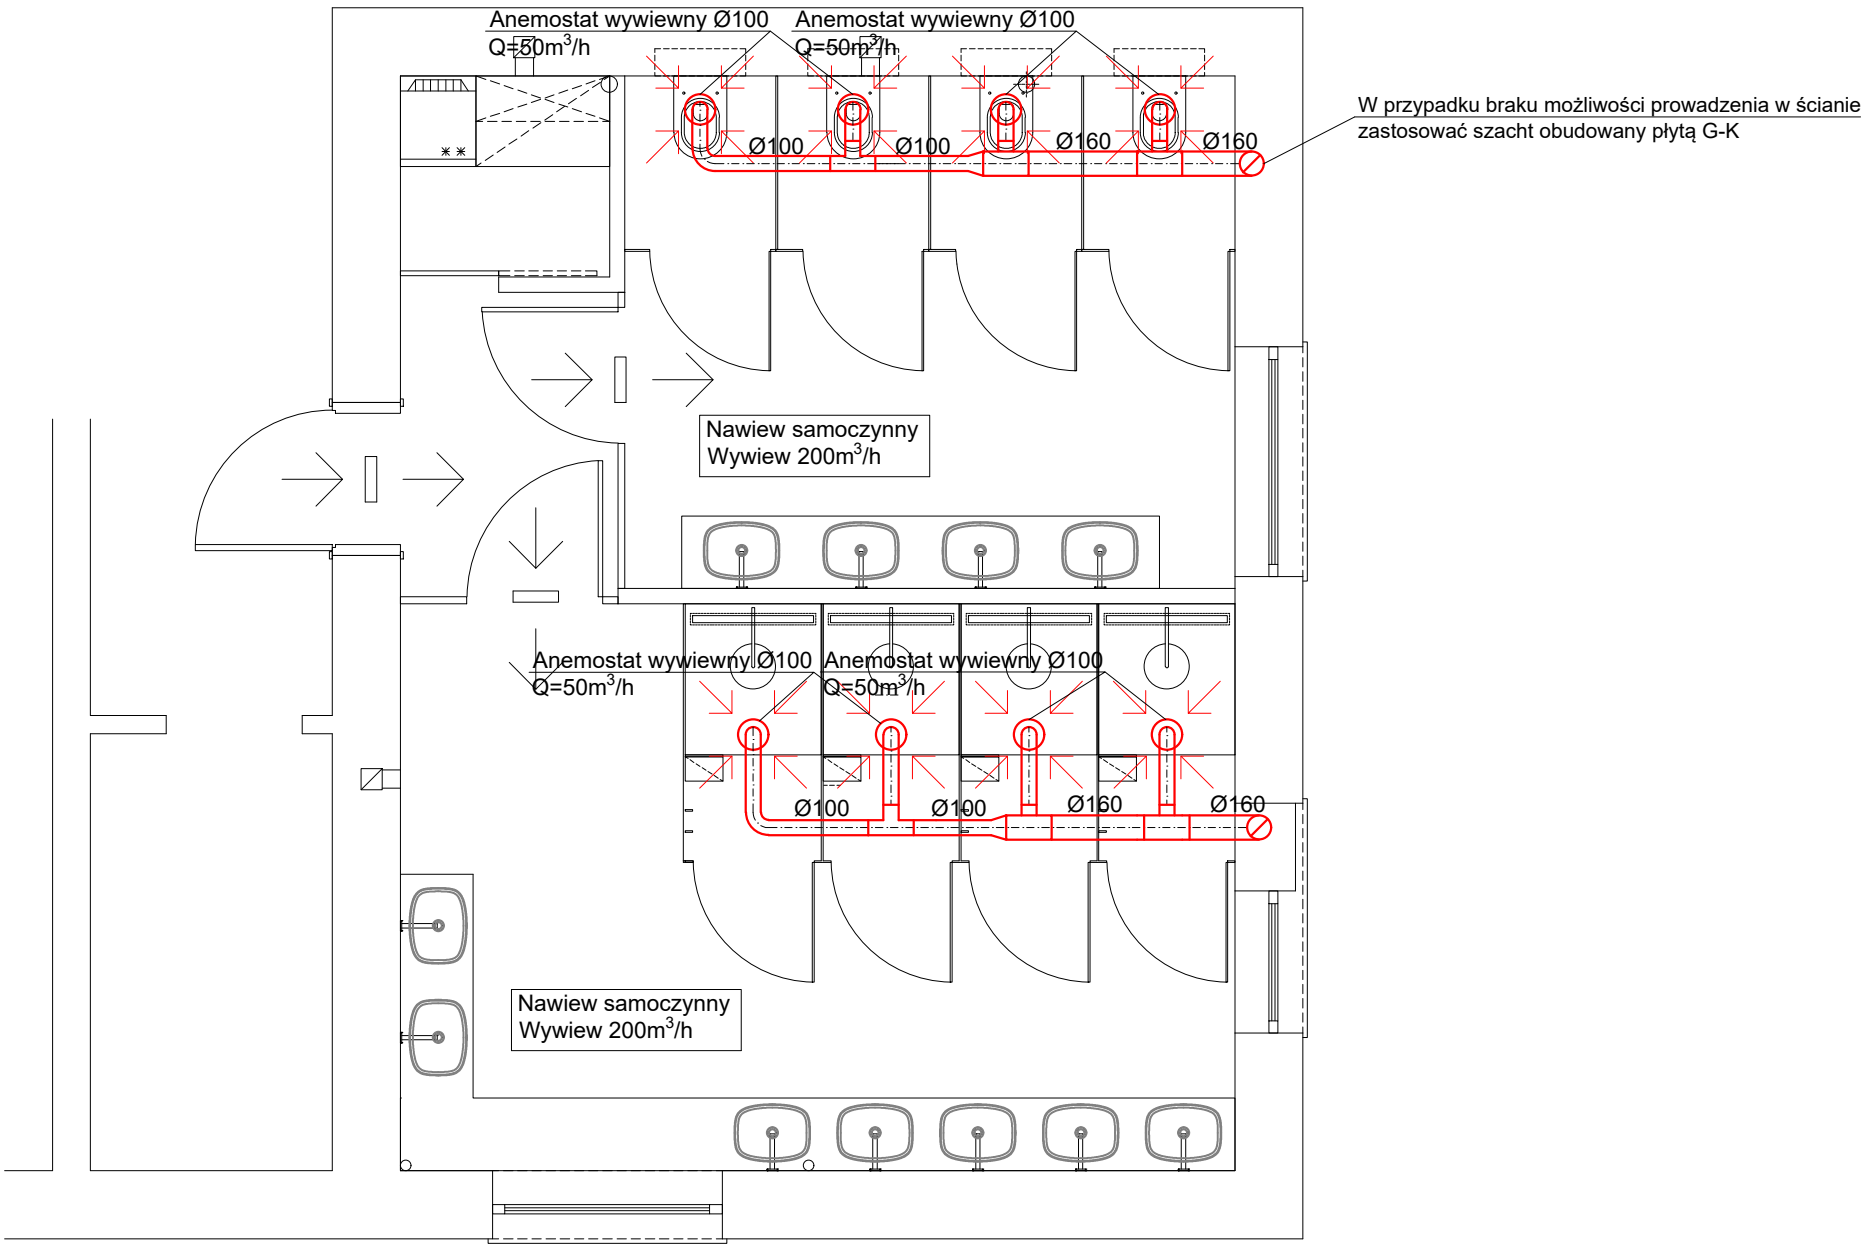 Anemostat wywiewny Ø100
Q=50m³/h
Anemostat wywiewny Ø100
Q=50m³/h
W przypadku braku możliwości prowadzenia w ścianie
zastosować szacht obudowany płytą G-K
Ø100
Ø100
Ø160
Ø160
Nawiew samoczynny
Wywiew 200m³/h
Anemostat wywiewny Ø100
Q=50m³/h
Anemostat wywiewny Ø100
Q=50m³/h
Ø100
Ø100
Ø160
Ø160
Nawiew samoczynny
Wywiew 200m³/h